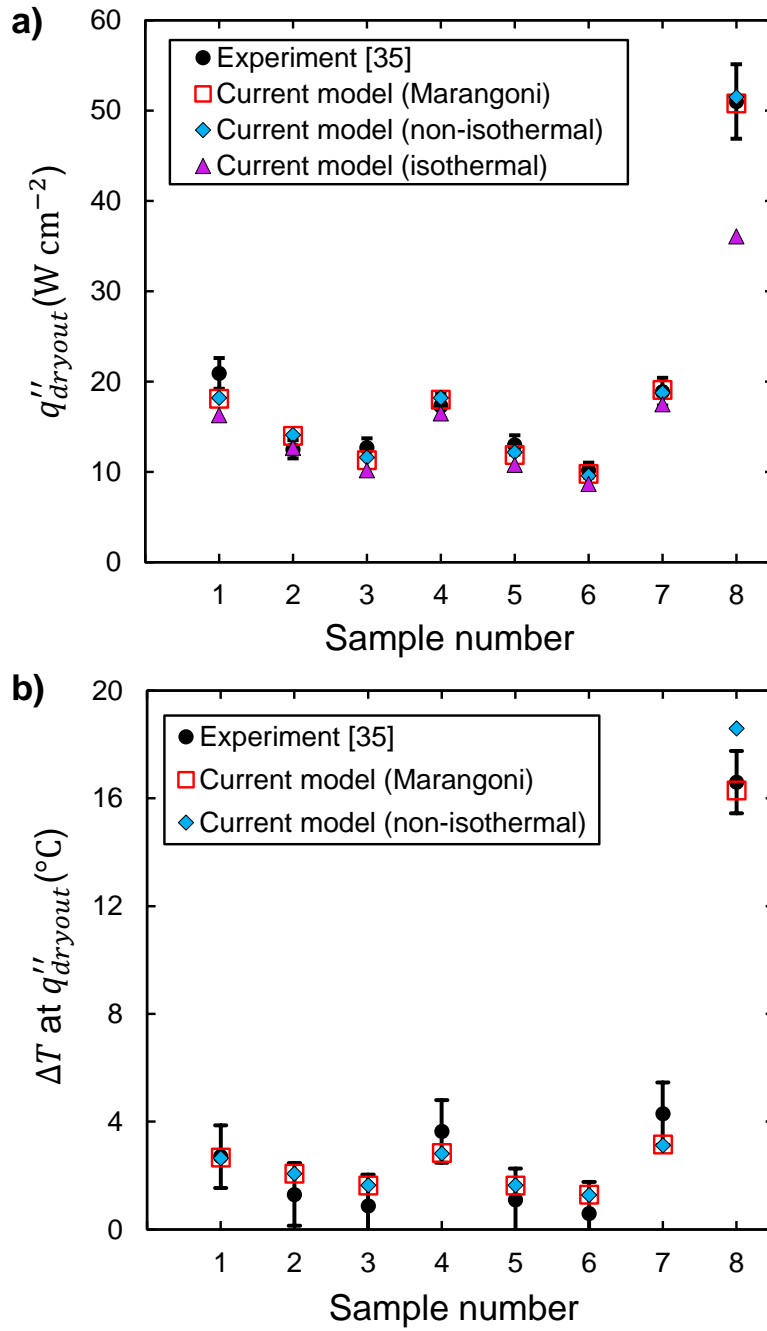 a)
60
50
40
30
20
10
0
q''dryout(W cm−2)
Experiment [35]
Current model (Marangoni)
Current model (non-isothermal)
Current model (isothermal)
1 2 3 4 5 6 7 8
Sample number
b)
20
16
12
8
4
0
ΔT at q''dryout(°C)
Experiment [35]
Current model (Marangoni)
Current model (non-isothermal)
1 2 3 4 5 6 7 8
Sample number